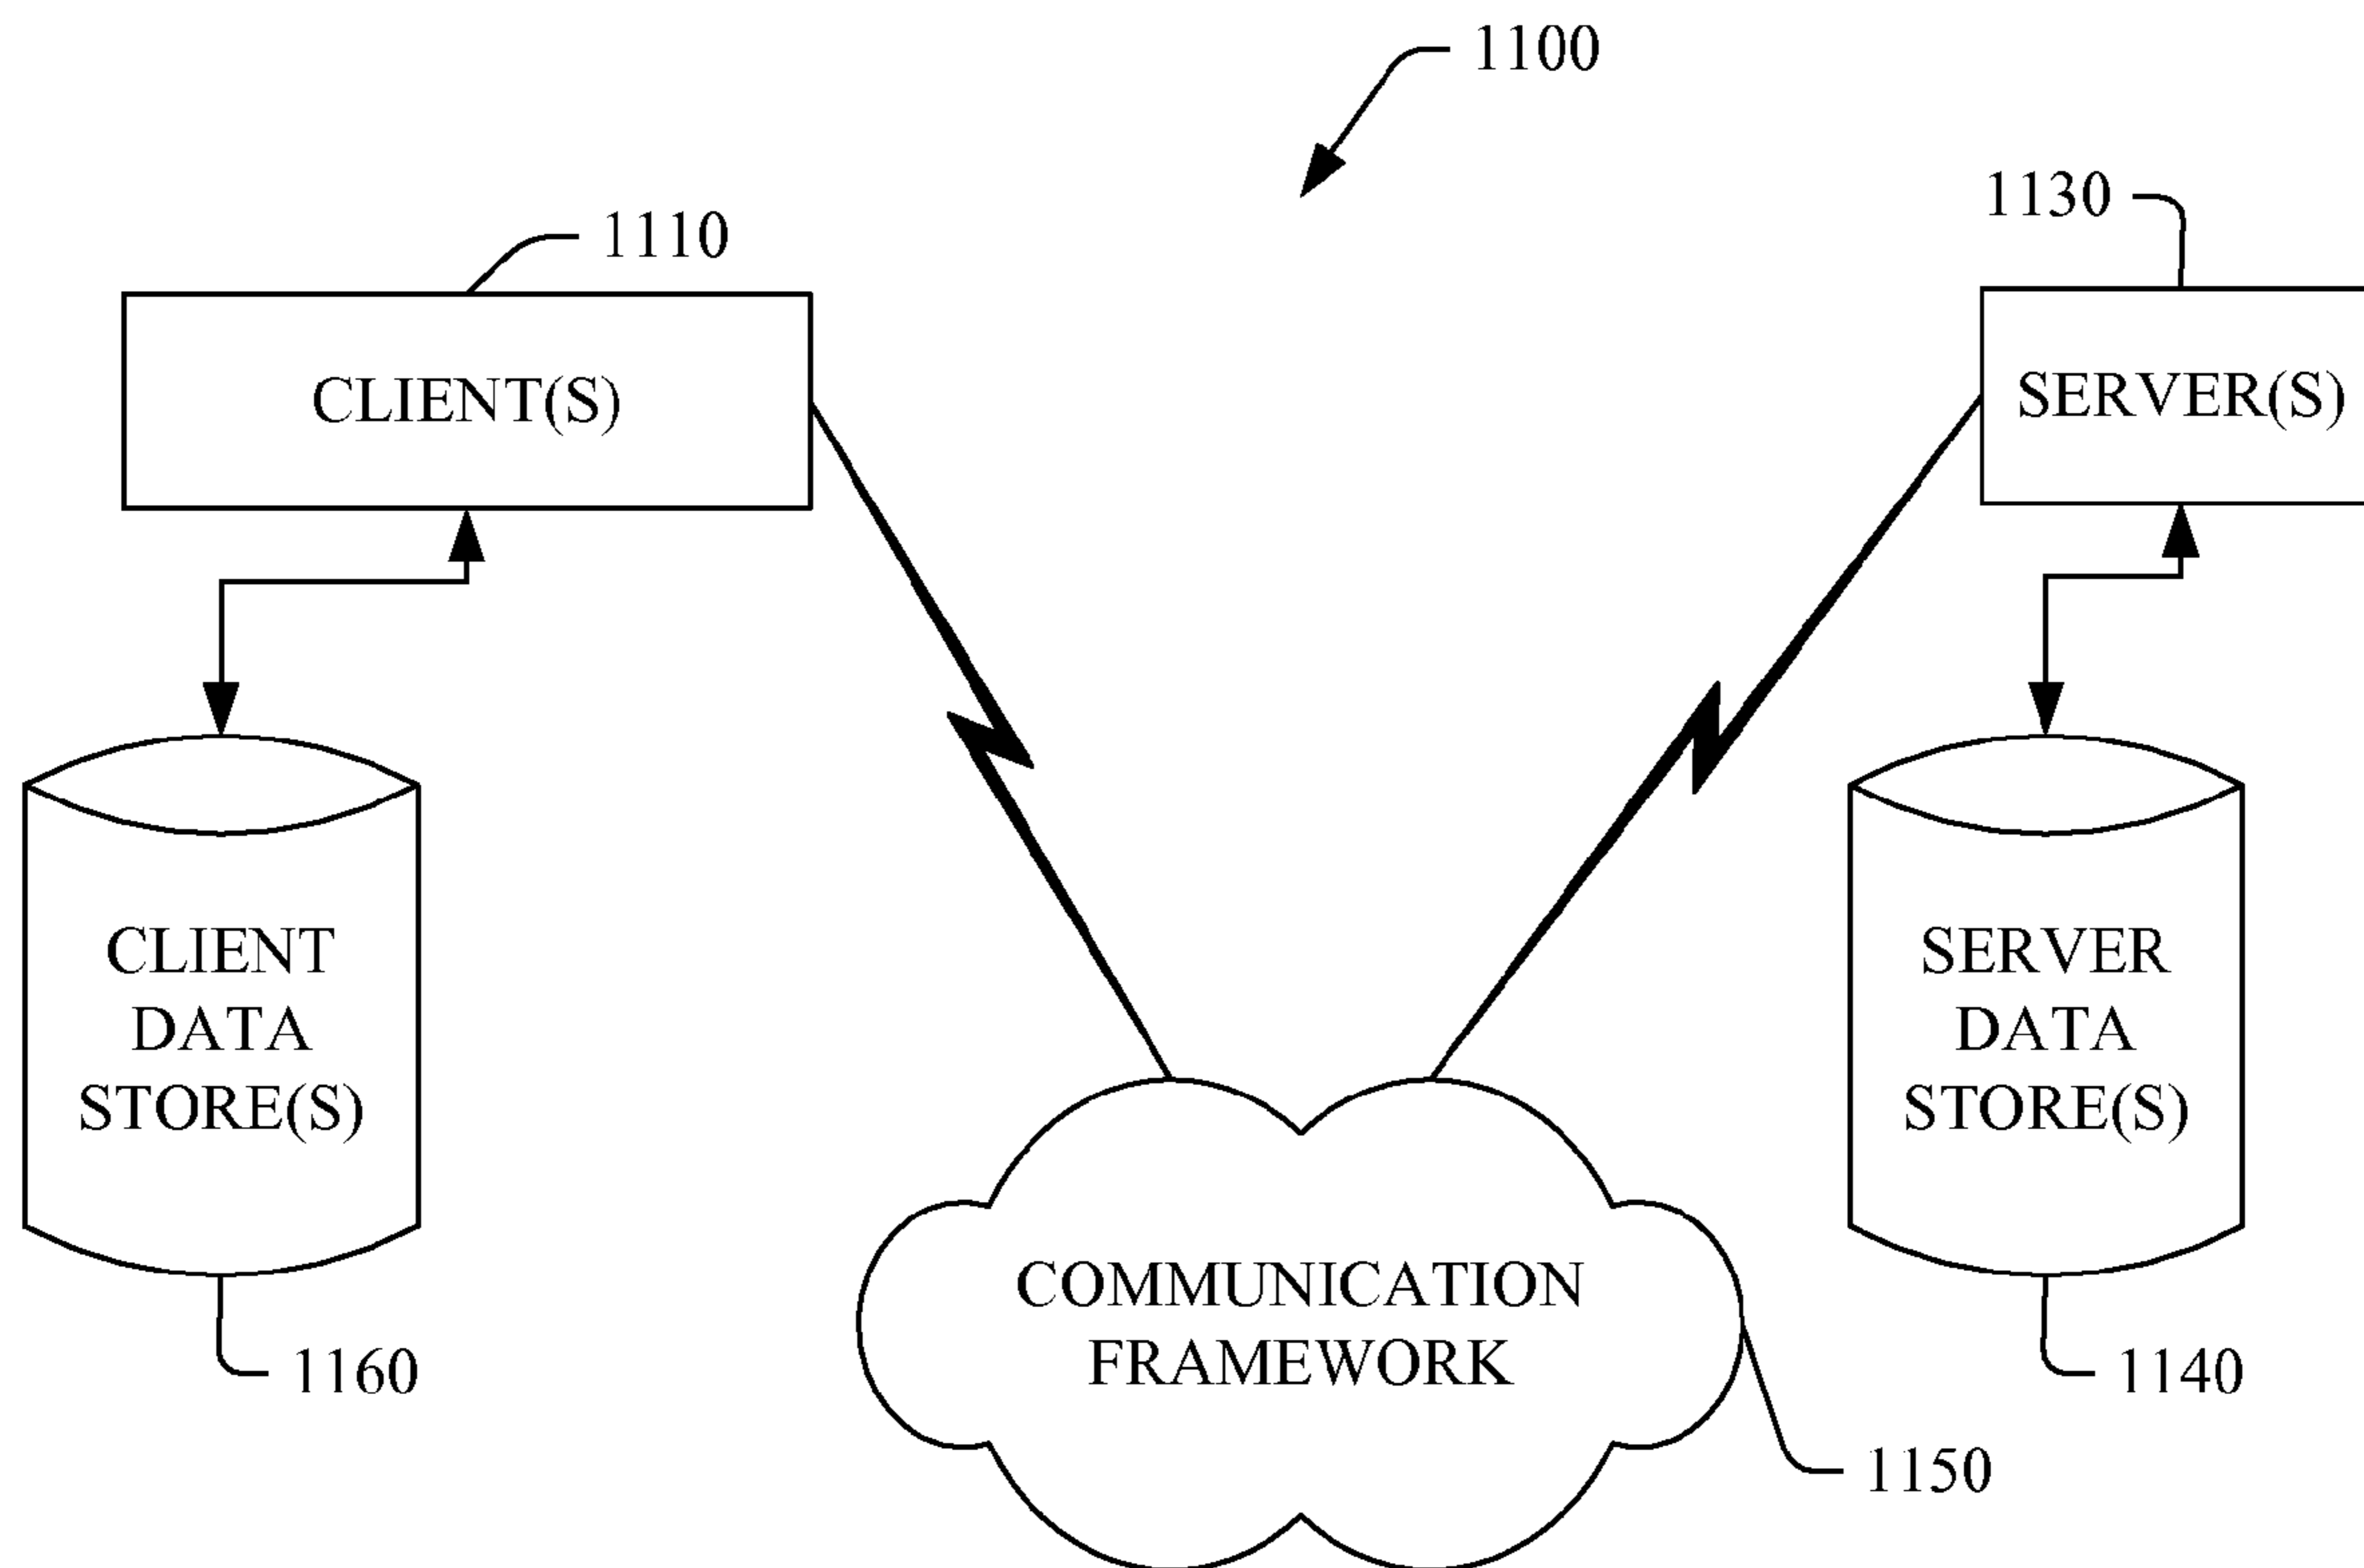 1100
1130
1110
CLIENT(S)
SERVER(S)
CLIENT
DATA
STORE(S)
SERVER
DATA
STORE(S)
COMMUNICATION
FRAMEWORK
1160
1140
1150